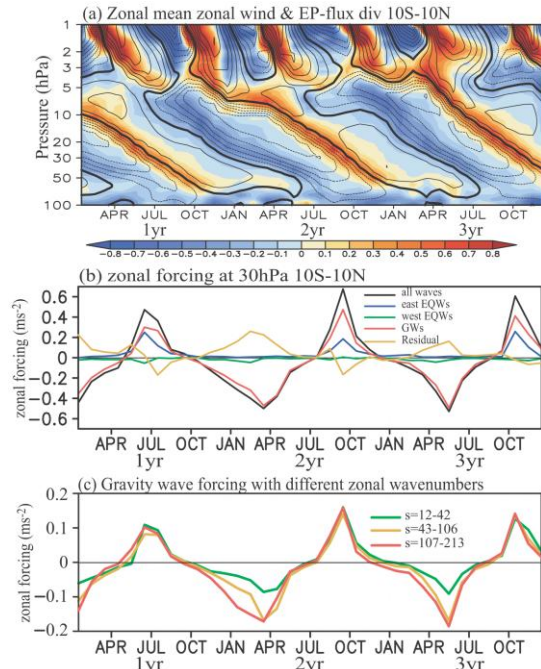 (a) Zonal mean zonal wind & EP-flux div 10S-10N
Pressure (hPa)
1
2
3
5
10
20
30
50
100
APR JUL OCT JAN APR JUL OCT JAN APR JUL OCT
1yr 2yr 3yr
-0.8 -0.7 -0.6 -0.5 -0.4 -0.3 -0.2 -0.1 0 0.1 0.2 0.3 0.4 0.5 0.6 0.7 0.8
(b) zonal forcing at 30hPa 10S-10N
zonal forcing (ms-2)
0.6
0.4
0.2
0
-0.2
-0.4
-0.6
all waves
east EQWs
west EQWs
GWs
Residual
APR JUL OCT JAN APR JUL OCT JAN APR JUL OCT
1yr 2yr 3yr
(c) Gravity wave forcing with different zonal wavenumbers
zonal forcing (ms-2)
0.2
0.1
0
-0.1
-0.2
s=12-42
s=43-106
s=107-213
APR JUL OCT JAN APR JUL OCT JAN APR JUL OCT
1yr 2yr 3yr